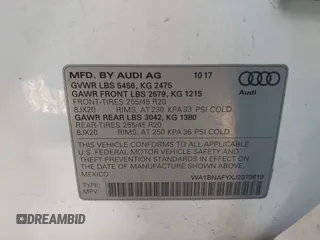 MFD. BY AUDI AG 10 17
GVWR LBS 5456, KG 2475
GAWR FRONT LBS 2679, KG 1215
FRONT-TIRES 255/45 R20
8JX20 RIMS, AT 230 KPA 33 PSI COLD
GAWR REAR LBS 3042, KG 1380
REAR-TIRES 255/45 R20
8JX20 RIMS, AT 250 KPA 36 PSI COLD
Audi
THIS VEHICLE CONFORMS TO ALL APPLICABLE
FEDERAL MOTOR VEHICLE SAFETY AND THEFT
PREVENTION STANDARDS IN EFFECT ON THE
DATE OF MANUFACTURE SHOWN ABOVE.
MEXICO
WA1BNAFYXJ2079819
TYPE:
MPV
DREAMBID